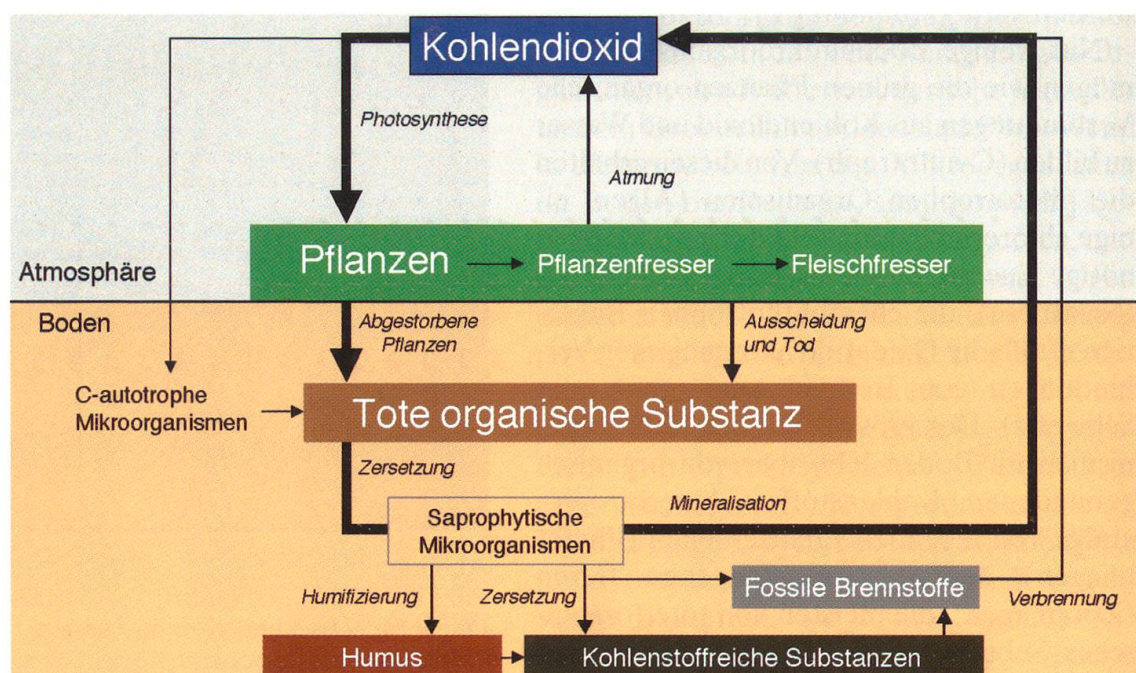 Kohlendioxid
Photosynthese
Atmung
Pflanzen
Pflanzenfresser
Fleischfresser
Atmosphäre
Boden
Abgestorbene
Pflanzen
Ausscheidung
und Tod
C-autotrophe
Mikroorganismen
Tote organische Substanz
Zersetzung
Mineralisation
Saprophytische
Mikroorganismen
Humifizierung
Zersetzung
Fossile Brennstoffe
Verbrennung
Humus
Kohlenstoffreiche Substanzen